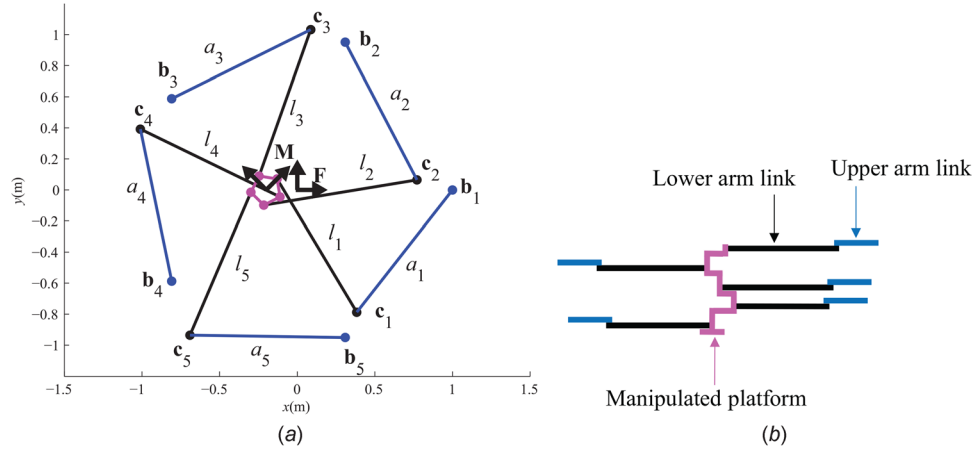 1
0.8
0.6
0.4
0.2
0
−0.2
−0.4
−0.6
−0.8
−1
y(m)
−1.5 −1 −0.5 0 0.5 1 1.5
x(m)
c3
b2
a3
b3
a2
c4
l3
l4
M
l2
c2
F
b1
a4
l1
a1
l5
b4
c1
c5
a5
b5
(a)
Lower arm link
Upper arm link
Manipulated platform
(b)